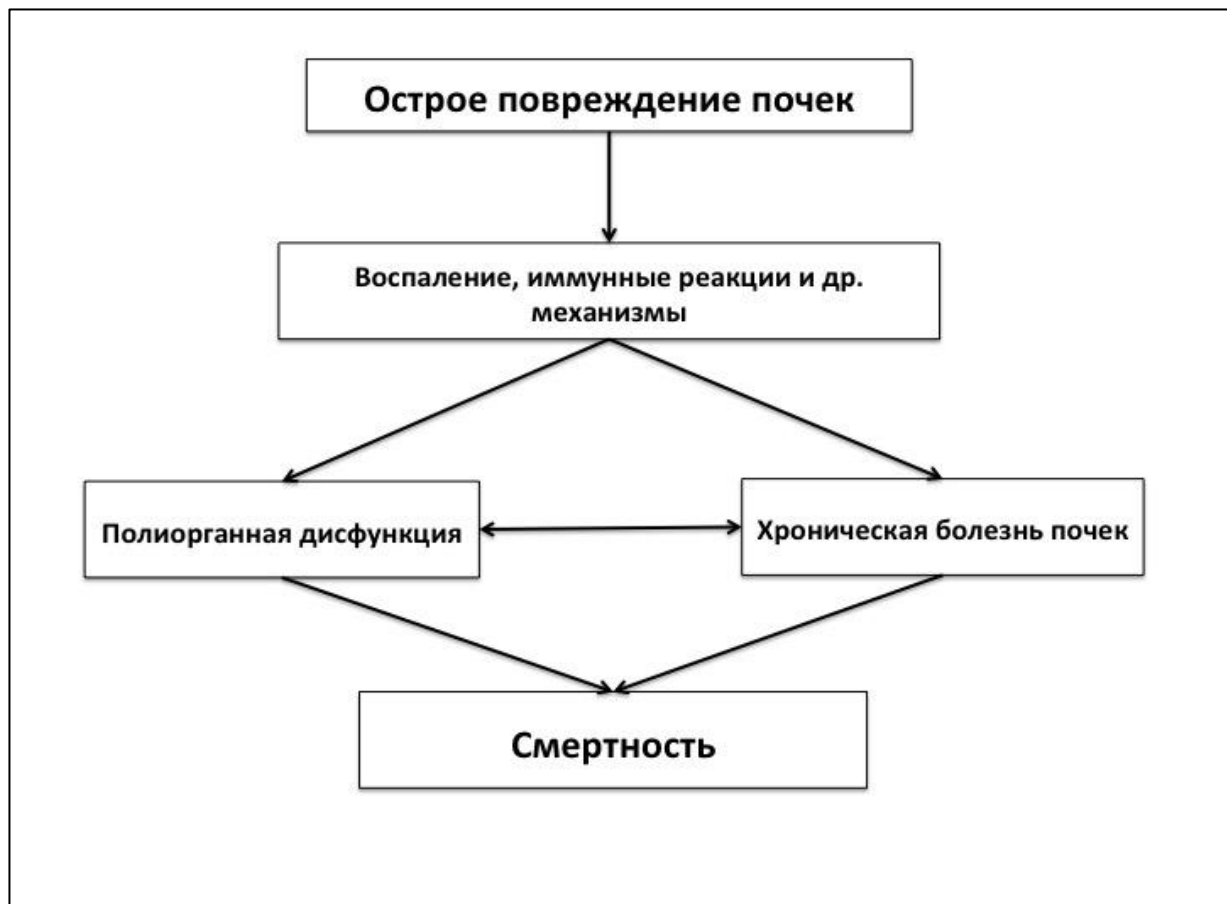 Острое повреждение почек
Воспаление, иммунные реакции и др.
механизмы
Полиорганная дисфункция
Хроническая болезнь почек
Смертность